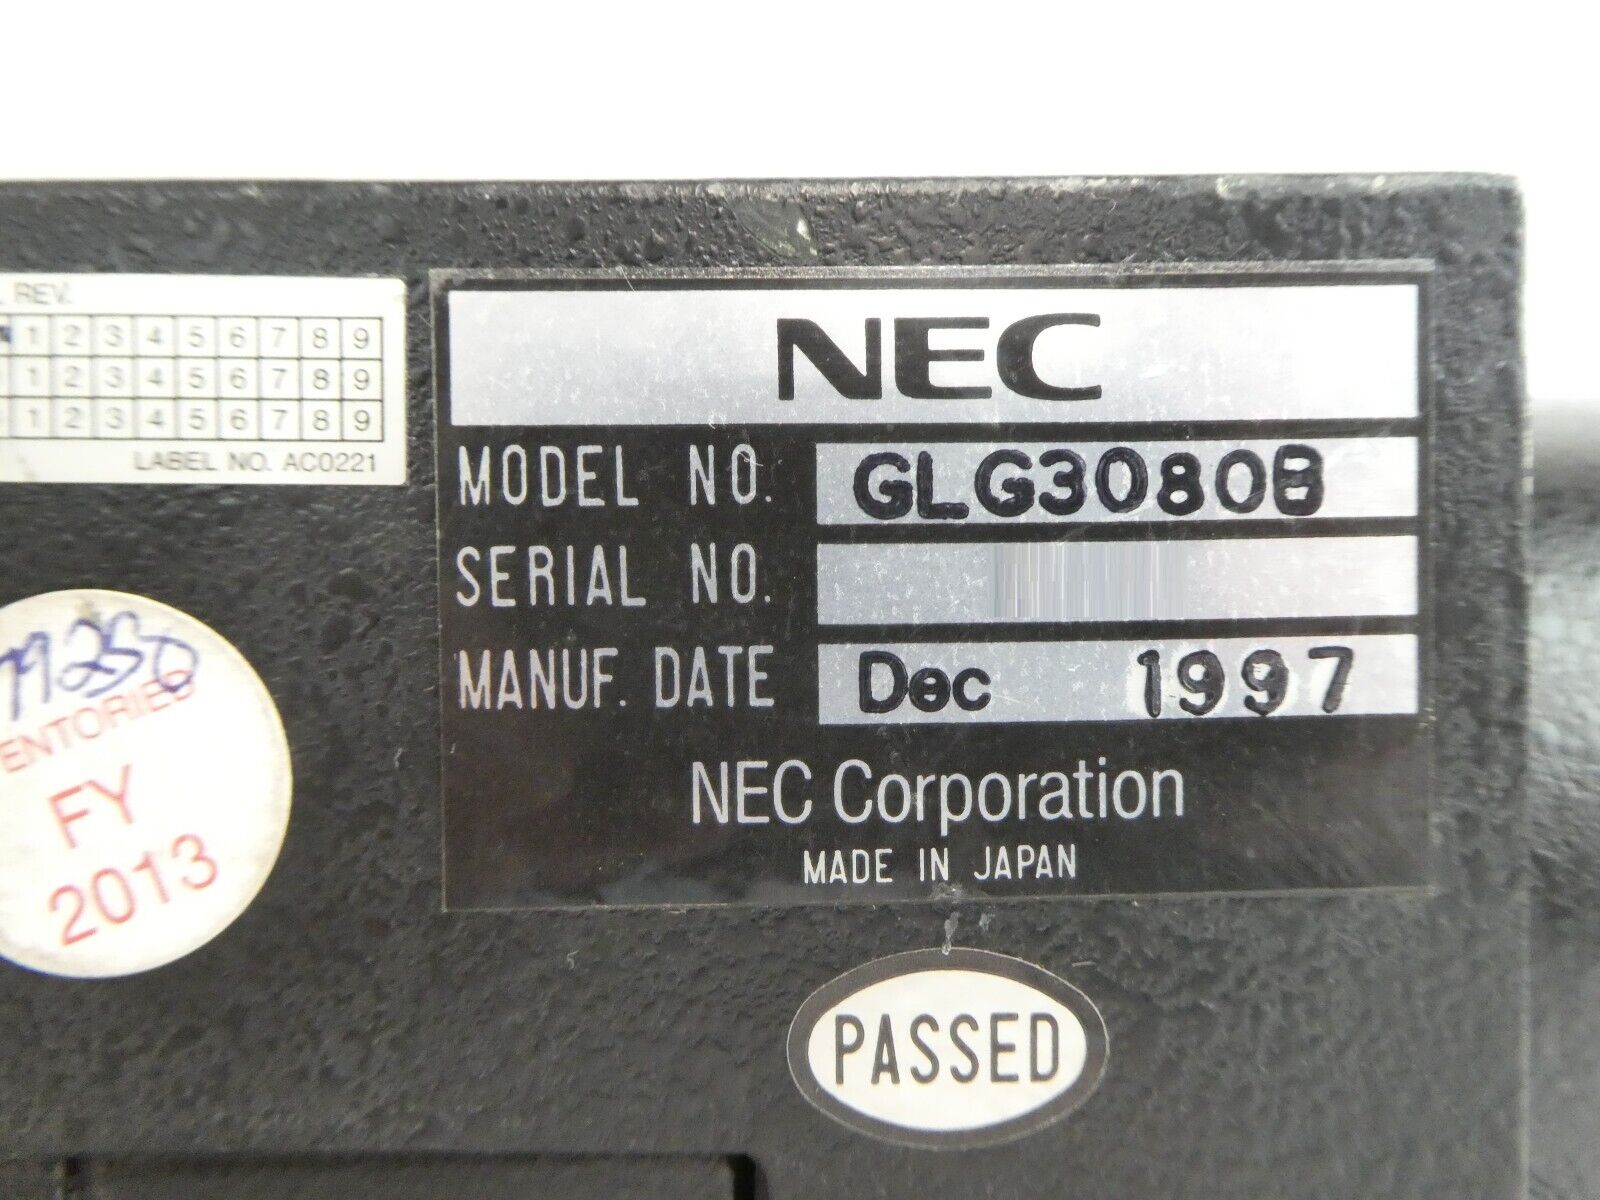 REV.
1 2 3 4 5 6 7 8 9
1 2 3 4 5 6 7 8 9
1 2 3 4 5 6 7 8 9
LABEL NO. AC0221
NEC
MODEL NO. GLG3080B
SERIAL NO.
MANUF. DATE Dec 1997
NEC Corporation
MADE IN JAPAN
ENTORIED
FY
2013
PASSED